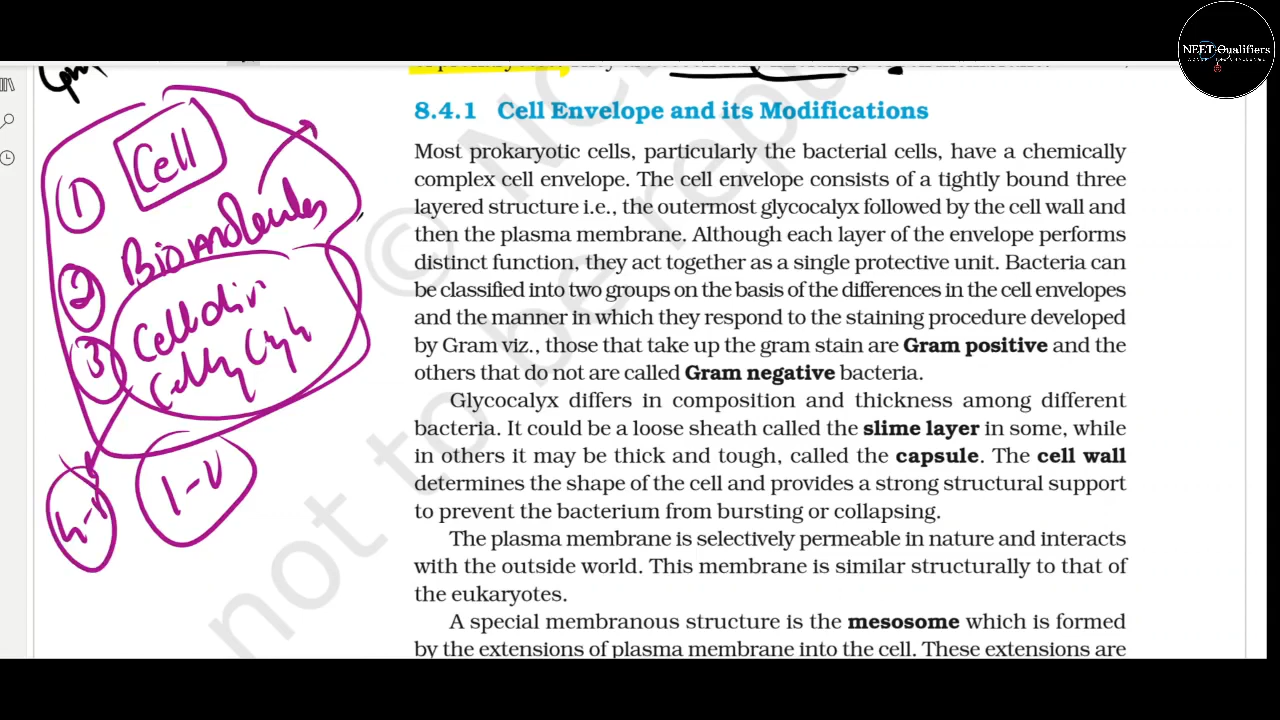 NEET Qualifiers
8.4.1 Cell Envelope and its Modifications
Most prokaryotic cells, particularly the bacterial cells, have a chemically
complex cell envelope. The cell envelope consists of a tightly bound three
layered structure i.e., the outermost glycocalyx followed by the cell wall and
then the plasma membrane. Although each layer of the envelope performs
distinct function, they act together as a single protective unit. Bacteria can
be classified into two groups on the basis of the differences in the cell envelopes
and the manner in which they respond to the staining procedure developed
by Gram viz., those that take up the gram stain are Gram positive and the
others that do not are called Gram negative bacteria.
Glycocalyx differs in composition and thickness among different
bacteria. It could be a loose sheath called the slime layer in some, while
in others it may be thick and tough, called the capsule. The cell wall
determines the shape of the cell and provides a strong structural support
to prevent the bacterium from bursting or collapsing.
The plasma membrane is selectively permeable in nature and interacts
with the outside world. This membrane is similar structurally to that of
the eukaryotes.
A special membranous structure is the mesosome which is formed
by the extensions of plasma membrane into the cell. These extensions are
1 Cell
2 Biomolecules
3 Cell divi
not to be rep